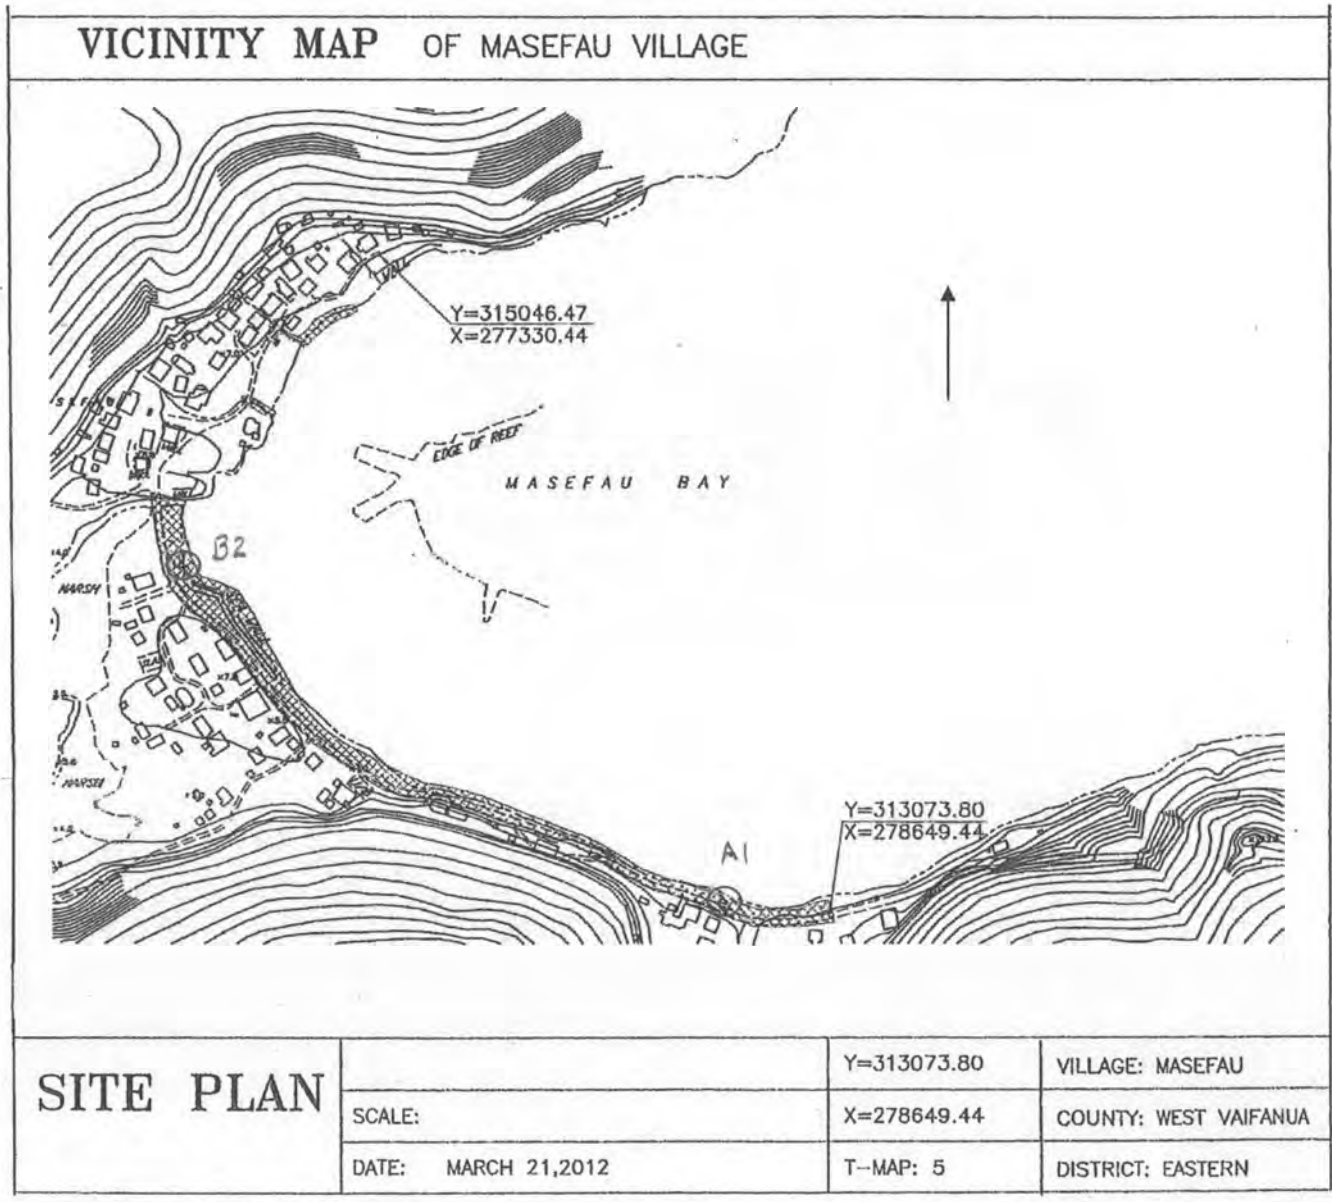 VICINITY MAP OF MASEFAU VILLAGE
Y=315046.47
X=277330.44
WALL
EDGE OF REEF
MASEFAU BAY
B2
MARSH
MARSH
Y=313073.80
X=278649.44
A1
SITE PLAN
Y=313073.80
VILLAGE: MASEFAU
SCALE:
X=278649.44
COUNTY: WEST VAIFANUA
DATE: MARCH 21,2012
T-MAP: 5
DISTRICT: EASTERN